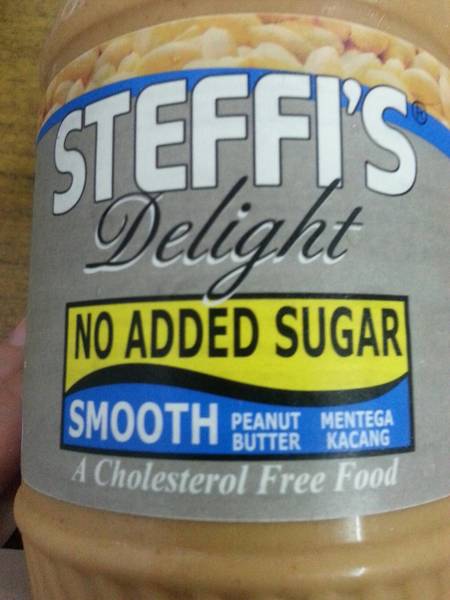 STEFFI'S®
Delight
NO ADDED SUGAR
SMOOTH PEANUT BUTTER MENTEGA KACANG
A Cholesterol Free Food